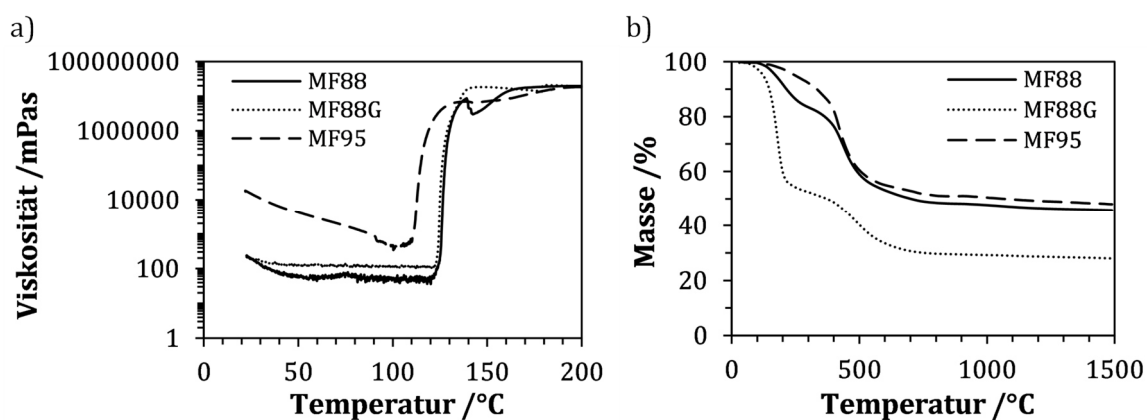 a)
Viskosität /mPas
100000000
1000000
10000
100
1
MF88
MF88G
MF95
0
50
100
150
200
Temperatur /°C
b)
Masse /%
100
80
60
40
20
0
MF88
MF88G
MF95
0
500
1000
1500
Temperatur /°C